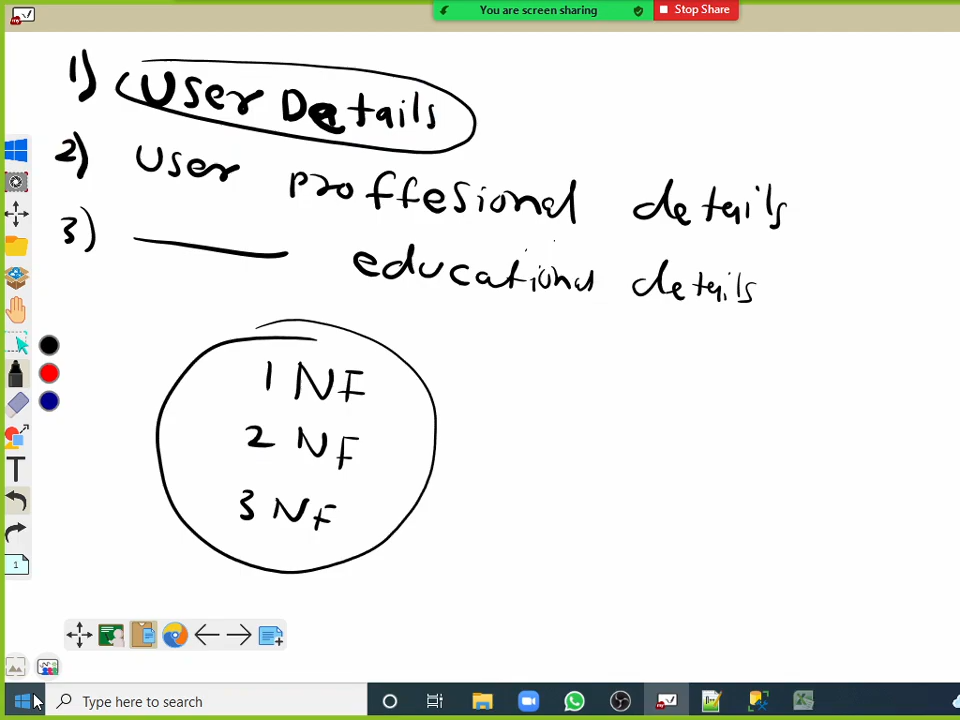 You are screen sharing
Stop Share
1) User Details
2) user proffesional details
3) educational details
1 NF
2 NF
3 NF
T
1
Type here to search